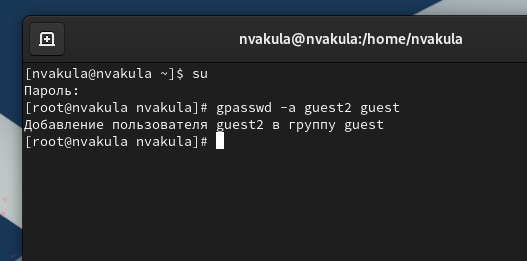 nvakula@nvakula:/home/nvakula
[nvakula@nvakula ~]$ su
Пароль:
[root@nvakula nvakula]# gpasswd -a guest2 guest
Добавление пользователя guest2 в группу guest
[root@nvakula nvakula]#